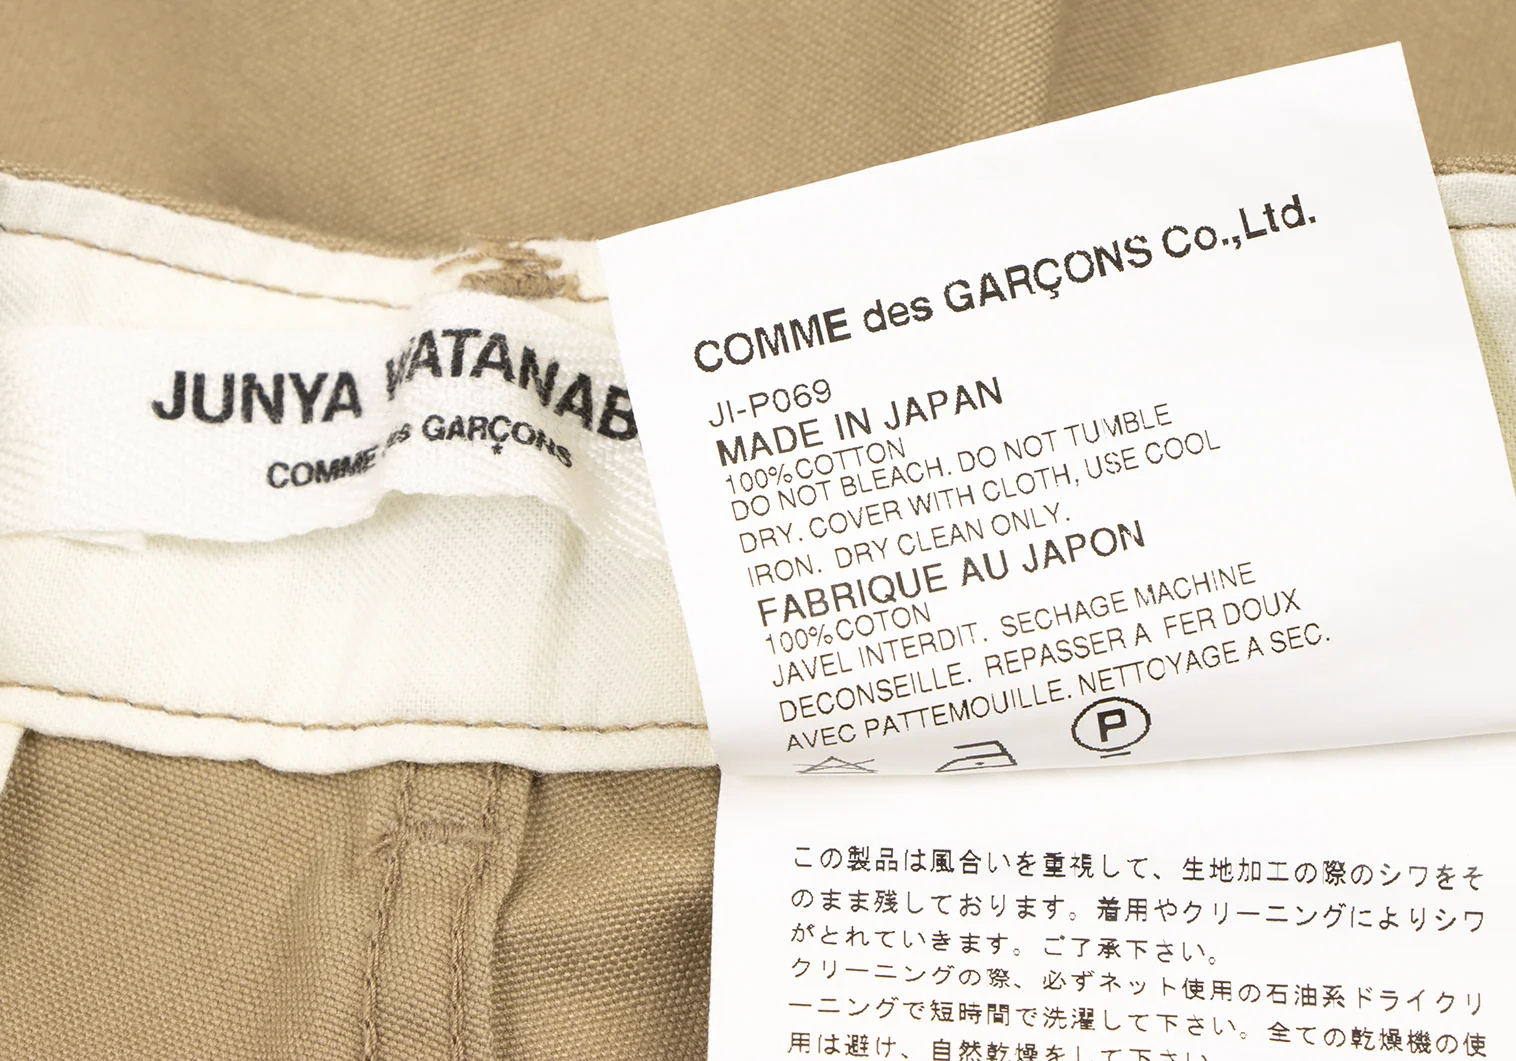 JUNYA WATANAB
COMME des GARÇONS
COMME des GARÇONS Co.,Ltd.
JI-P069
MADE IN JAPAN
100%COTTON
DO NOT BLEACH. DO NOT TUMBLE
DRY. COVER WITH CLOTH, USE COOL
IRON. DRY CLEAN ONLY.
FABRIQUE AU JAPON
100%COTON
JAVEL INTERDIT. SECHAGE MACHINE
DECONSEILLE. REPASSER A FER DOUX
AVEC PATTEMOUILLE. NETTOYAGE A SEC.
P
この製品は風合いを重視して、生地加工の際のシワをそ
のまま残しております。着用やクリーニングによりシワ
がとれていきます。ご了承下さい。
クリーニングの際、必ずネット使用の石油系ドライクリ
ーニングで短時間で洗濯して下さい。全ての乾燥機の使
用は避け、自然乾燥をして下さい。